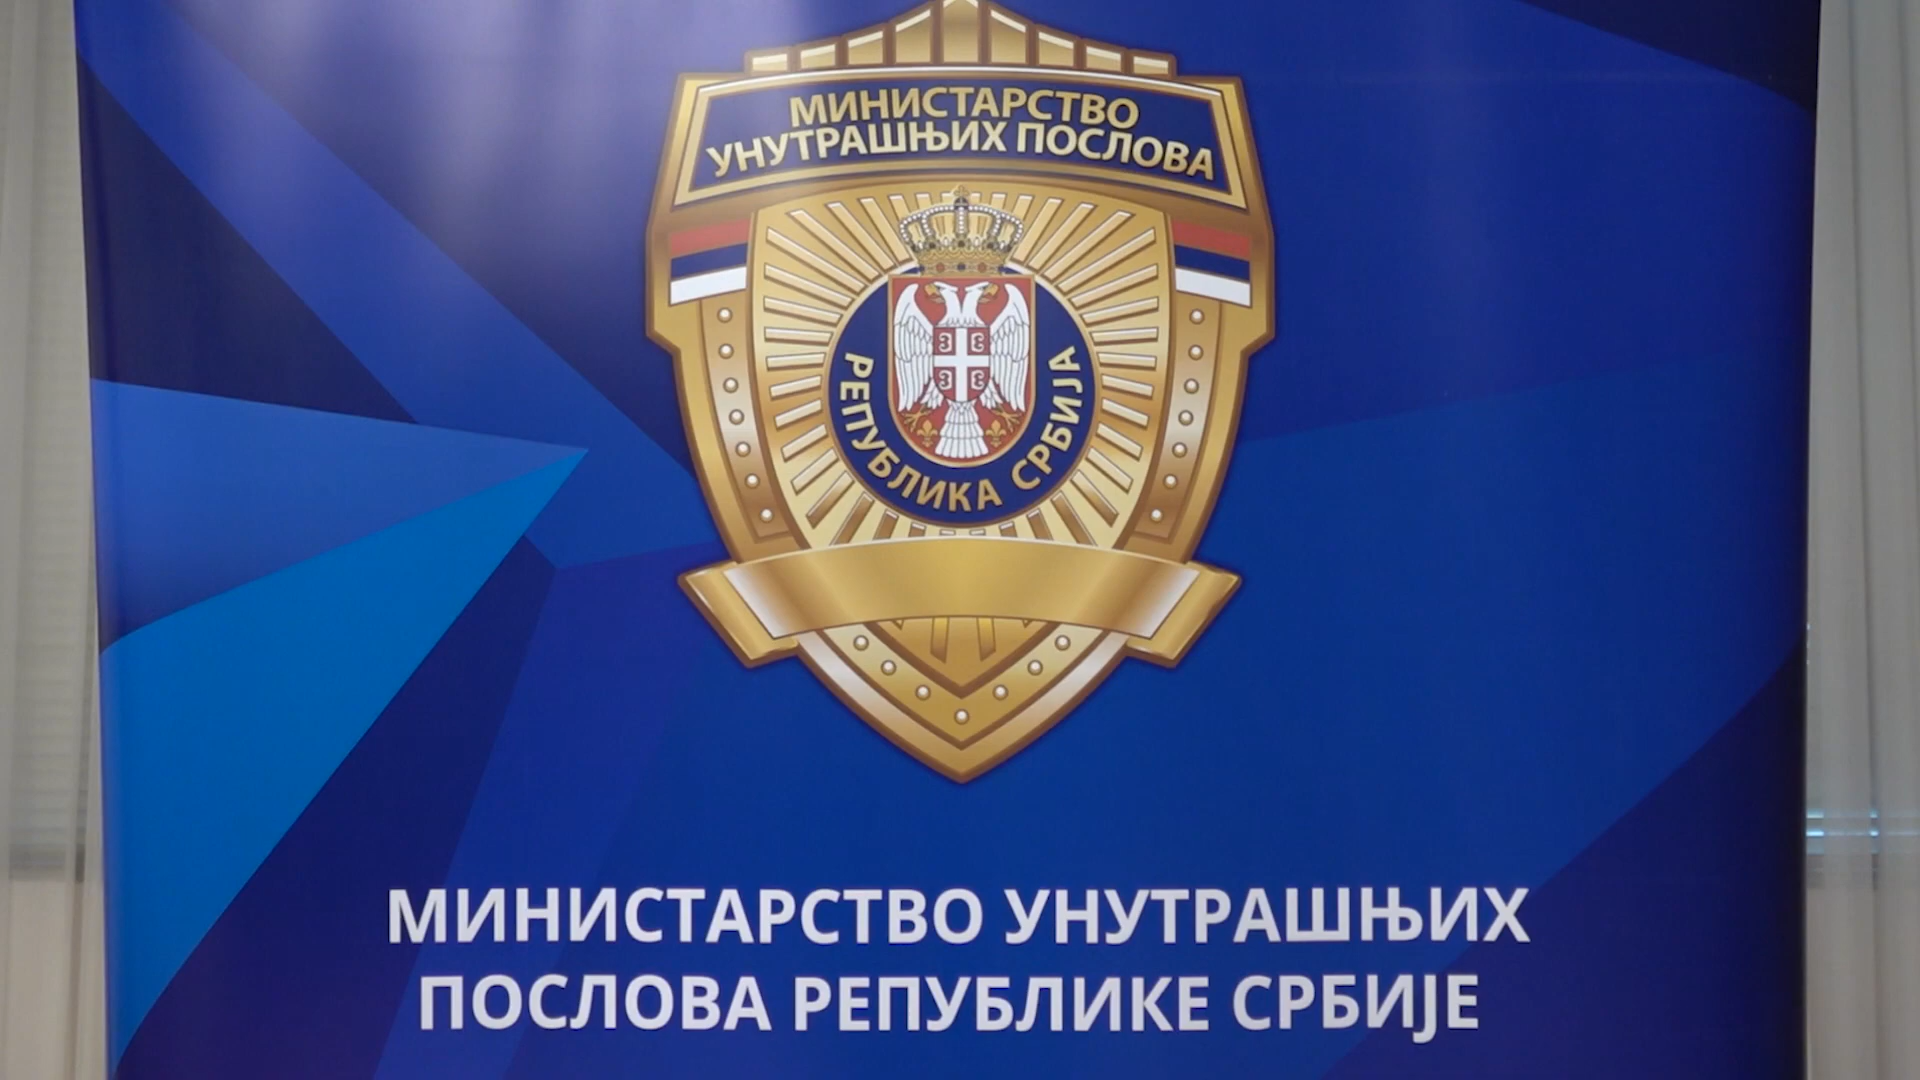 МИНИСТАРСТВО
УНУТРАШЊИХ ПОСЛОВА
РЕПУБЛИКА СРБИЈА
МИНИСТАРСТВО УНУТРАШЊИХ
ПОСЛОВА РЕПУБЛИКЕ СРБИЈЕ